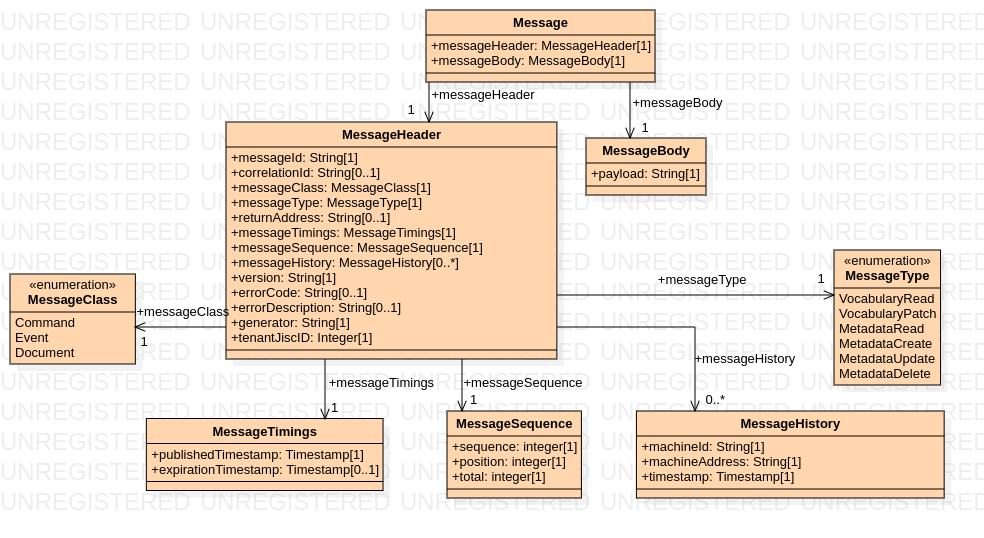 Message
+messageHeader: MessageHeader[1]
+messageBody: MessageBody[1]
+messageHeader
1
+messageBody
1
MessageHeader
+messageId: String[1]
+correlationId: String[0..1]
+messageClass: MessageClass[1]
+messageType: MessageType[1]
+returnAddress: String[0..1]
+messageTimings: MessageTimings[1]
+messageSequence: MessageSequence[1]
+messageHistory: MessageHistory[0..*]
+version: String[1]
+errorCode: String[0..1]
+errorDescription: String[0..1]
+generator: String[1]
+tenantJiscID: Integer[1]
MessageBody
+payload: String[1]
«enumeration»
MessageClass
Command
Event
Document
+messageClass
1
+messageType
1
«enumeration»
MessageType
VocabularyRead
VocabularyPatch
MetadataRead
MetadataCreate
MetadataUpdate
MetadataDelete
+messageTimings
1
+messageSequence
1
+messageHistory
0..*
MessageTimings
+publishedTimestamp: Timestamp[1]
+expirationTimestamp: Timestamp[0..1]
MessageSequence
+sequence: integer[1]
+position: integer[1]
+total: integer[1]
MessageHistory
+machineId: String[1]
+machineAddress: String[1]
+timestamp: Timestamp[1]
UNREGISTERED